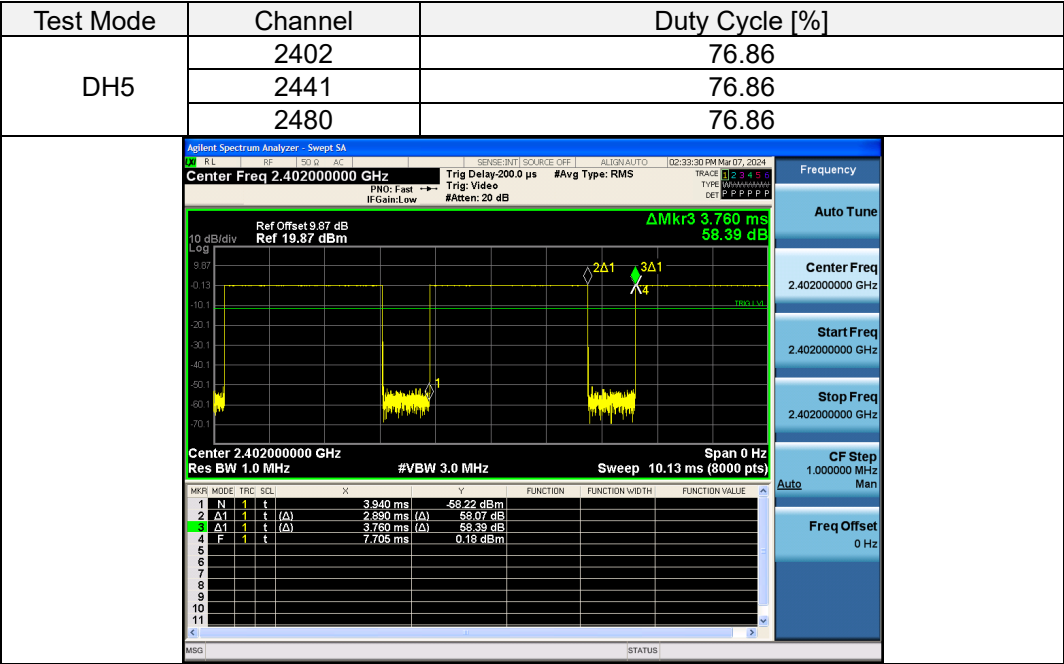 Test Mode Channel Duty Cycle [%]
DH5 2402 76.86
2441 76.86
2480 76.86
Agilent Spectrum Analyzer - Swept SA
LXI RL RF 50 Ω AC SENSE:INT SOURCE OFF ALIGN AUTO 02:33:30 PM Mar 07, 2024
Center Freq 2.402000000 GHz
PNO: Fast
IFGain:Low
Trig Delay-200.0 µs #Avg Type: RMS
Trig: Video
#Atten: 20 dB
TRACE 1 2 3 4 5 6
TYPE
DET P P P P P P
ΔMkr3 3.760 ms
58.39 dB
Ref Offset 9.87 dB
10 dB/div Ref 19.87 dBm
Log
9.87
-0.13
-10.1
-20.1
-30.1
-40.1
-50.1
-60.1
-70.1
2Δ1
3Δ1
4
TRIG LVL
1
Center 2.402000000 GHz Span 0 Hz
Res BW 1.0 MHz #VBW 3.0 MHz Sweep 10.13 ms (8000 pts)
MKR MODE TRC SCL X Y FUNCTION FUNCTION WIDTH FUNCTION VALUE
1 N 1 t 3.940 ms -58.22 dBm
2 Δ1 1 t (Δ) 2.890 ms (Δ) 58.07 dB
3 Δ1 1 t (Δ) 3.760 ms (Δ) 58.39 dB
4 F 1 t 7.705 ms 0.18 dBm
5
6
7
8
9
10
11
MSG STATUS
Frequency
Auto Tune
Center Freq
2.402000000 GHz
Start Freq
2.402000000 GHz
Stop Freq
2.402000000 GHz
CF Step
1.000000 MHz
Auto Man
Freq Offset
0 Hz